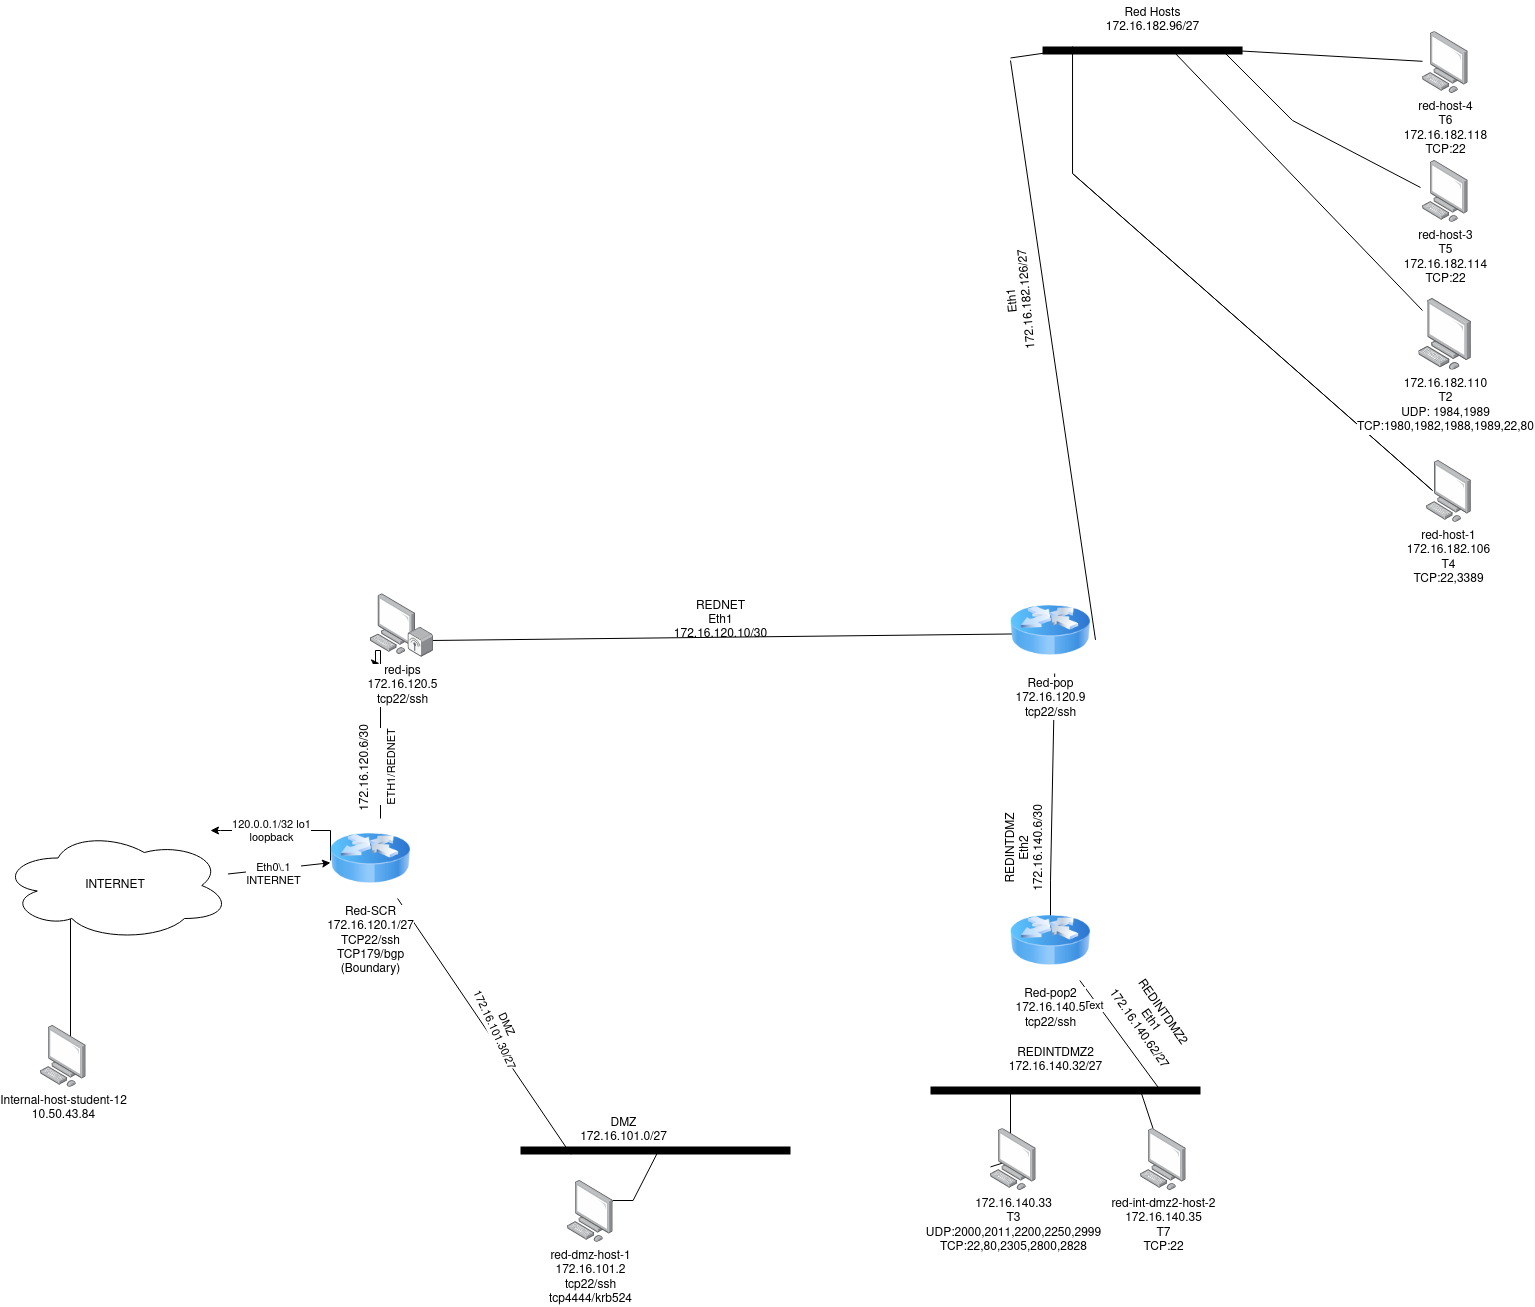 Red Hosts
172.16.182.96/27
red-host-4
T6
172.16.182.118
TCP:22
red-host-3
T5
172.16.182.114
TCP:22
Eth1
172.16.182.126/27
172.16.182.110
T2
UDP: 1984,1989
TCP:1980,1982,1988,1989,22,80
red-host-1
172.16.182.106
T4
TCP:22,3389
REDNET
Eth1
172.16.120.10/30
red-ips
172.16.120.5
tcp22/ssh
Red-pop
172.16.120.9
tcp22/ssh
172.16.120.6/30
ETH1/REDNET
120.0.0.1/32 lo1
loopback
Eth0\.1
INTERNET
INTERNET
REDINTDMZ
Eth2
172.16.140.6/30
Red-SCR
172.16.120.1/27
TCP22/ssh
TCP179/bgp
(Boundary)
DMZ
172.16.101.30/27
Red-pop2
172.16.140.5
tcp22/ssh
Text
REDINTDMZ2
Eth1
172.16.140.62/27
REDINTDMZ2
172.16.140.32/27
Internal-host-student-12
10.50.43.84
DMZ
172.16.101.0/27
172.16.140.33
T3
UDP:2000,2011,2200,2250,2999
TCP:22,80,2305,2800,2828
red-int-dmz2-host-2
172.16.140.35
T7
TCP:22
red-dmz-host-1
172.16.101.2
tcp22/ssh
tcp4444/krb524